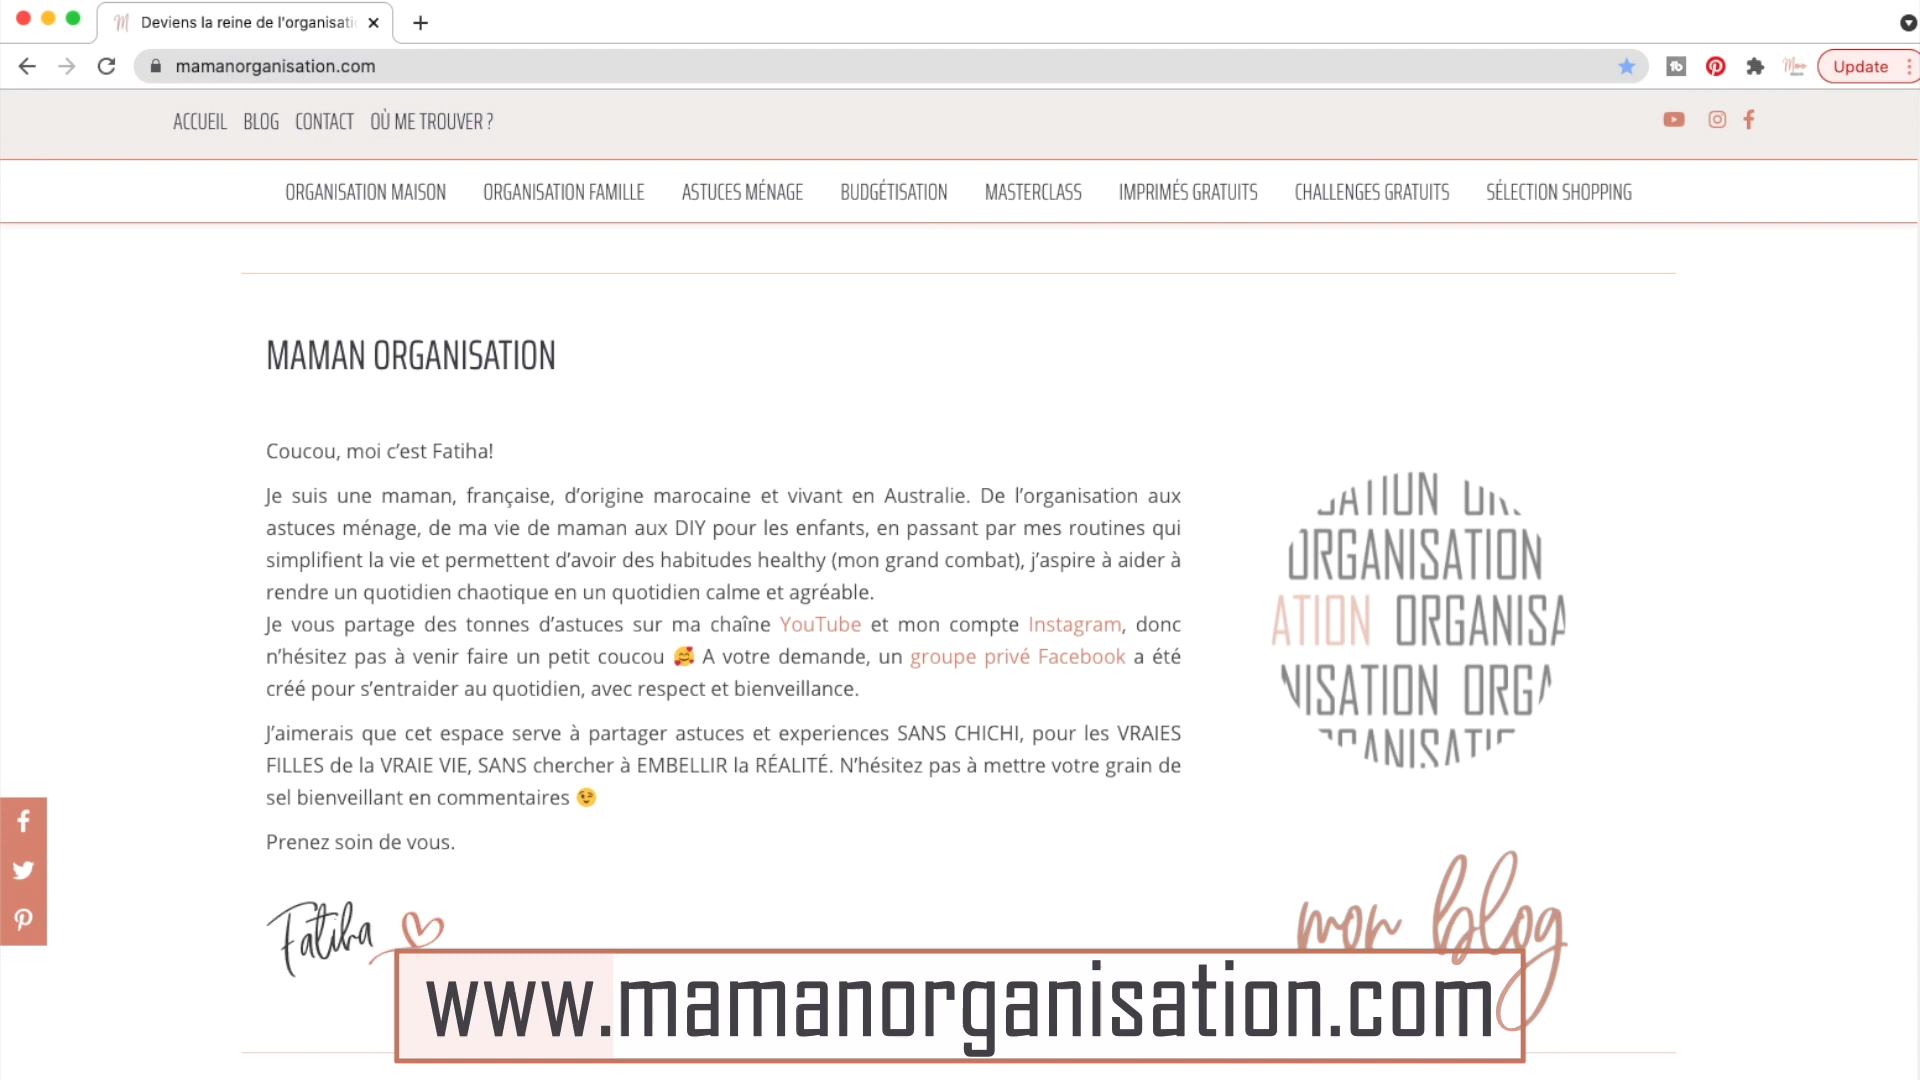 Deviens la reine de l'organisati
mamanorganisation.com
Update
ACCUEIL BLOG CONTACT OÙ ME TROUVER ?
ORGANISATION MAISON ORGANISATION FAMILLE ASTUCES MÉNAGE BUDGÉTISATION MASTERCLASS IMPRIMÉS GRATUITS CHALLENGES GRATUITS SÉLECTION SHOPPING
MAMAN ORGANISATION
Coucou, moi c’est Fatiha!
Je suis une maman, française, d’origine marocaine et vivant en Australie. De l’organisation aux
astuces ménage, de ma vie de maman aux DIY pour les enfants, en passant par mes routines qui
simplifient la vie et permettent d’avoir des habitudes healthy (mon grand combat), j’aspire à aider à
rendre un quotidien chaotique en un quotidien calme et agréable.
Je vous partage des tonnes d’astuces sur ma chaîne YouTube et mon compte Instagram, donc
n’hésitez pas à venir faire un petit coucou 🥰 A votre demande, un groupe privé Facebook a été
créé pour s’entraider au quotidien, avec respect et bienveillance.
J’aimerais que cet espace serve à partager astuces et experiences SANS CHICHI, pour les VRAIES
FILLES de la VRAIE VIE, SANS chercher à EMBELLIR la RÉALITÉ. N’hésitez pas à mettre votre grain de
sel bienveillant en commentaires 😉
Prenez soin de vous.
Fatiha
ORGANISATION
ATION ORGANISA
NISATION ORGA
mon blog
www.mamanorganisation.com